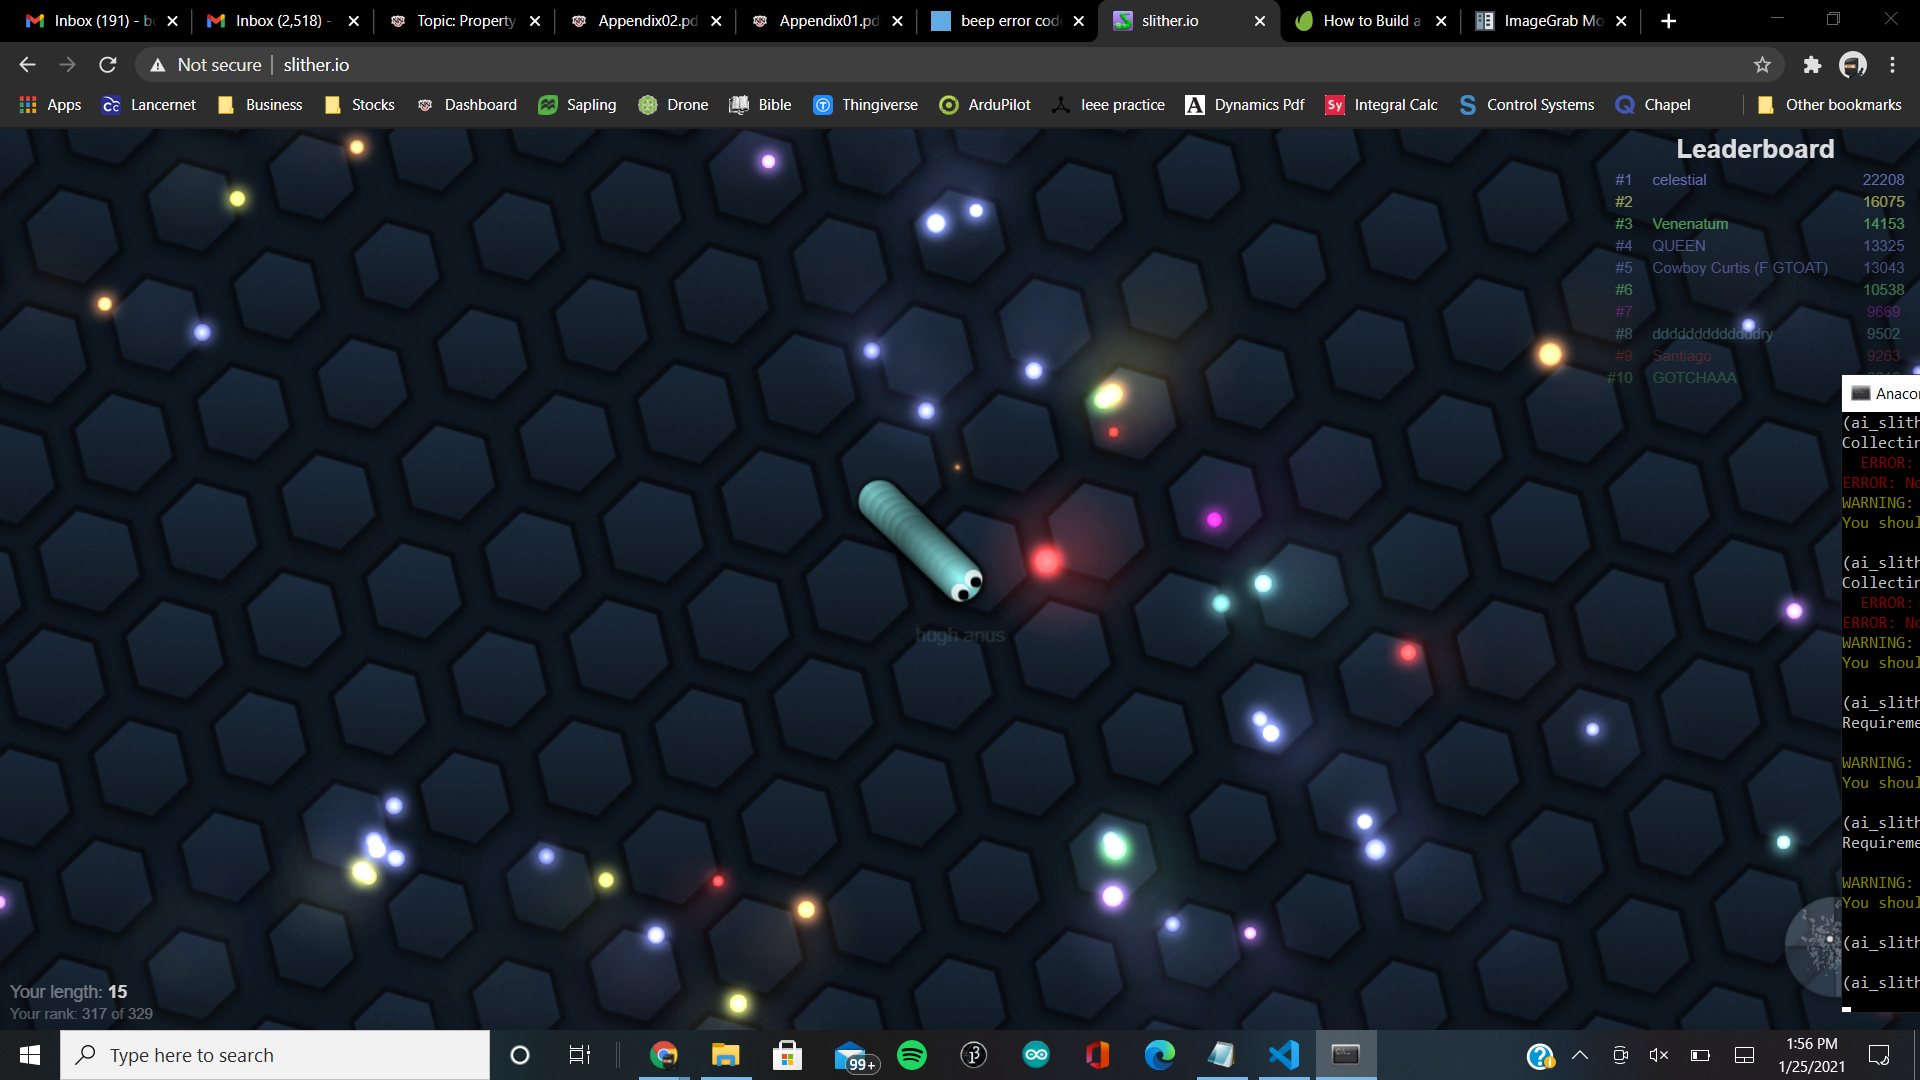 Inbox (191) - b
Inbox (2,518) -
Topic: Property
Appendix02.pd
Appendix01.pd
beep error cod
slither.io
How to Build a
ImageGrab Mo
Not secure | slither.io
Apps Lancernet Business Stocks Dashboard Sapling Drone Bible Thingiverse ArduPilot Ieee practice Dynamics Pdf Integral Calc Control Systems Chapel Other bookmarks
Leaderboard
#1 celestial 22208
#2 16075
#3 Venenatum 14153
#4 QUEEN 13325
#5 Cowboy Curtis (F GTOAT) 13043
#6 10538
#7 9669
#8 9502
#9 Santiago 9263
#10 GOTCHAAA
Anacon
(ai_slith
Collectin
ERROR:
ERROR: No
WARNING:
You shoul
(ai_slith
Collectin
ERROR:
ERROR: No
WARNING:
You shoul
(ai_slith
Requireme
WARNING:
You shoul
(ai_slith
Requireme
WARNING:
You shoul
(ai_slith
(ai_slith
hugh anus
Your length: 15
Your rank: 317 of 329
Type here to search
99+
1:56 PM
1/25/2021